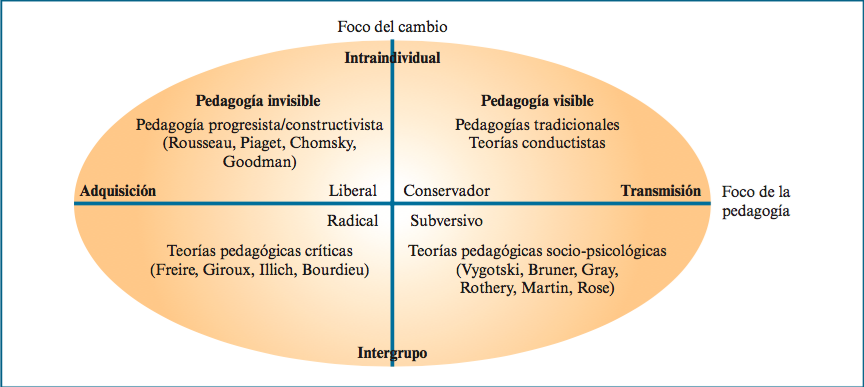 Foco del cambio
Intraindividual
Pedagogía invisible
Pedagogía progresista/constructivista
(Rousseau, Piaget, Chomsky,
Goodman)
Pedagogía visible
Pedagogías tradicionales
Teorías conductistas
Adquisición
Liberal
Conservador
Transmisión
Foco de la
pedagogía
Radical
Subversivo
Teorías pedagógicas críticas
(Freire, Giroux, Illich, Bourdieu)
Teorías pedagógicas socio-psicológicas
(Vygotski, Bruner, Gray,
Rothery, Martin, Rose)
Intergrupo